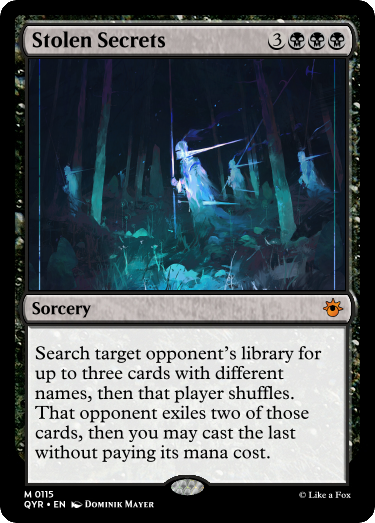 Stolen Secrets 3
Sorcery
Search target opponent's library for
up to three cards with different
names, then that player shuffles.
That opponent exiles two of those
cards, then you may cast the last
without paying its mana cost.
M 0115
QYR • EN Dominik Mayer
© Like a Fox